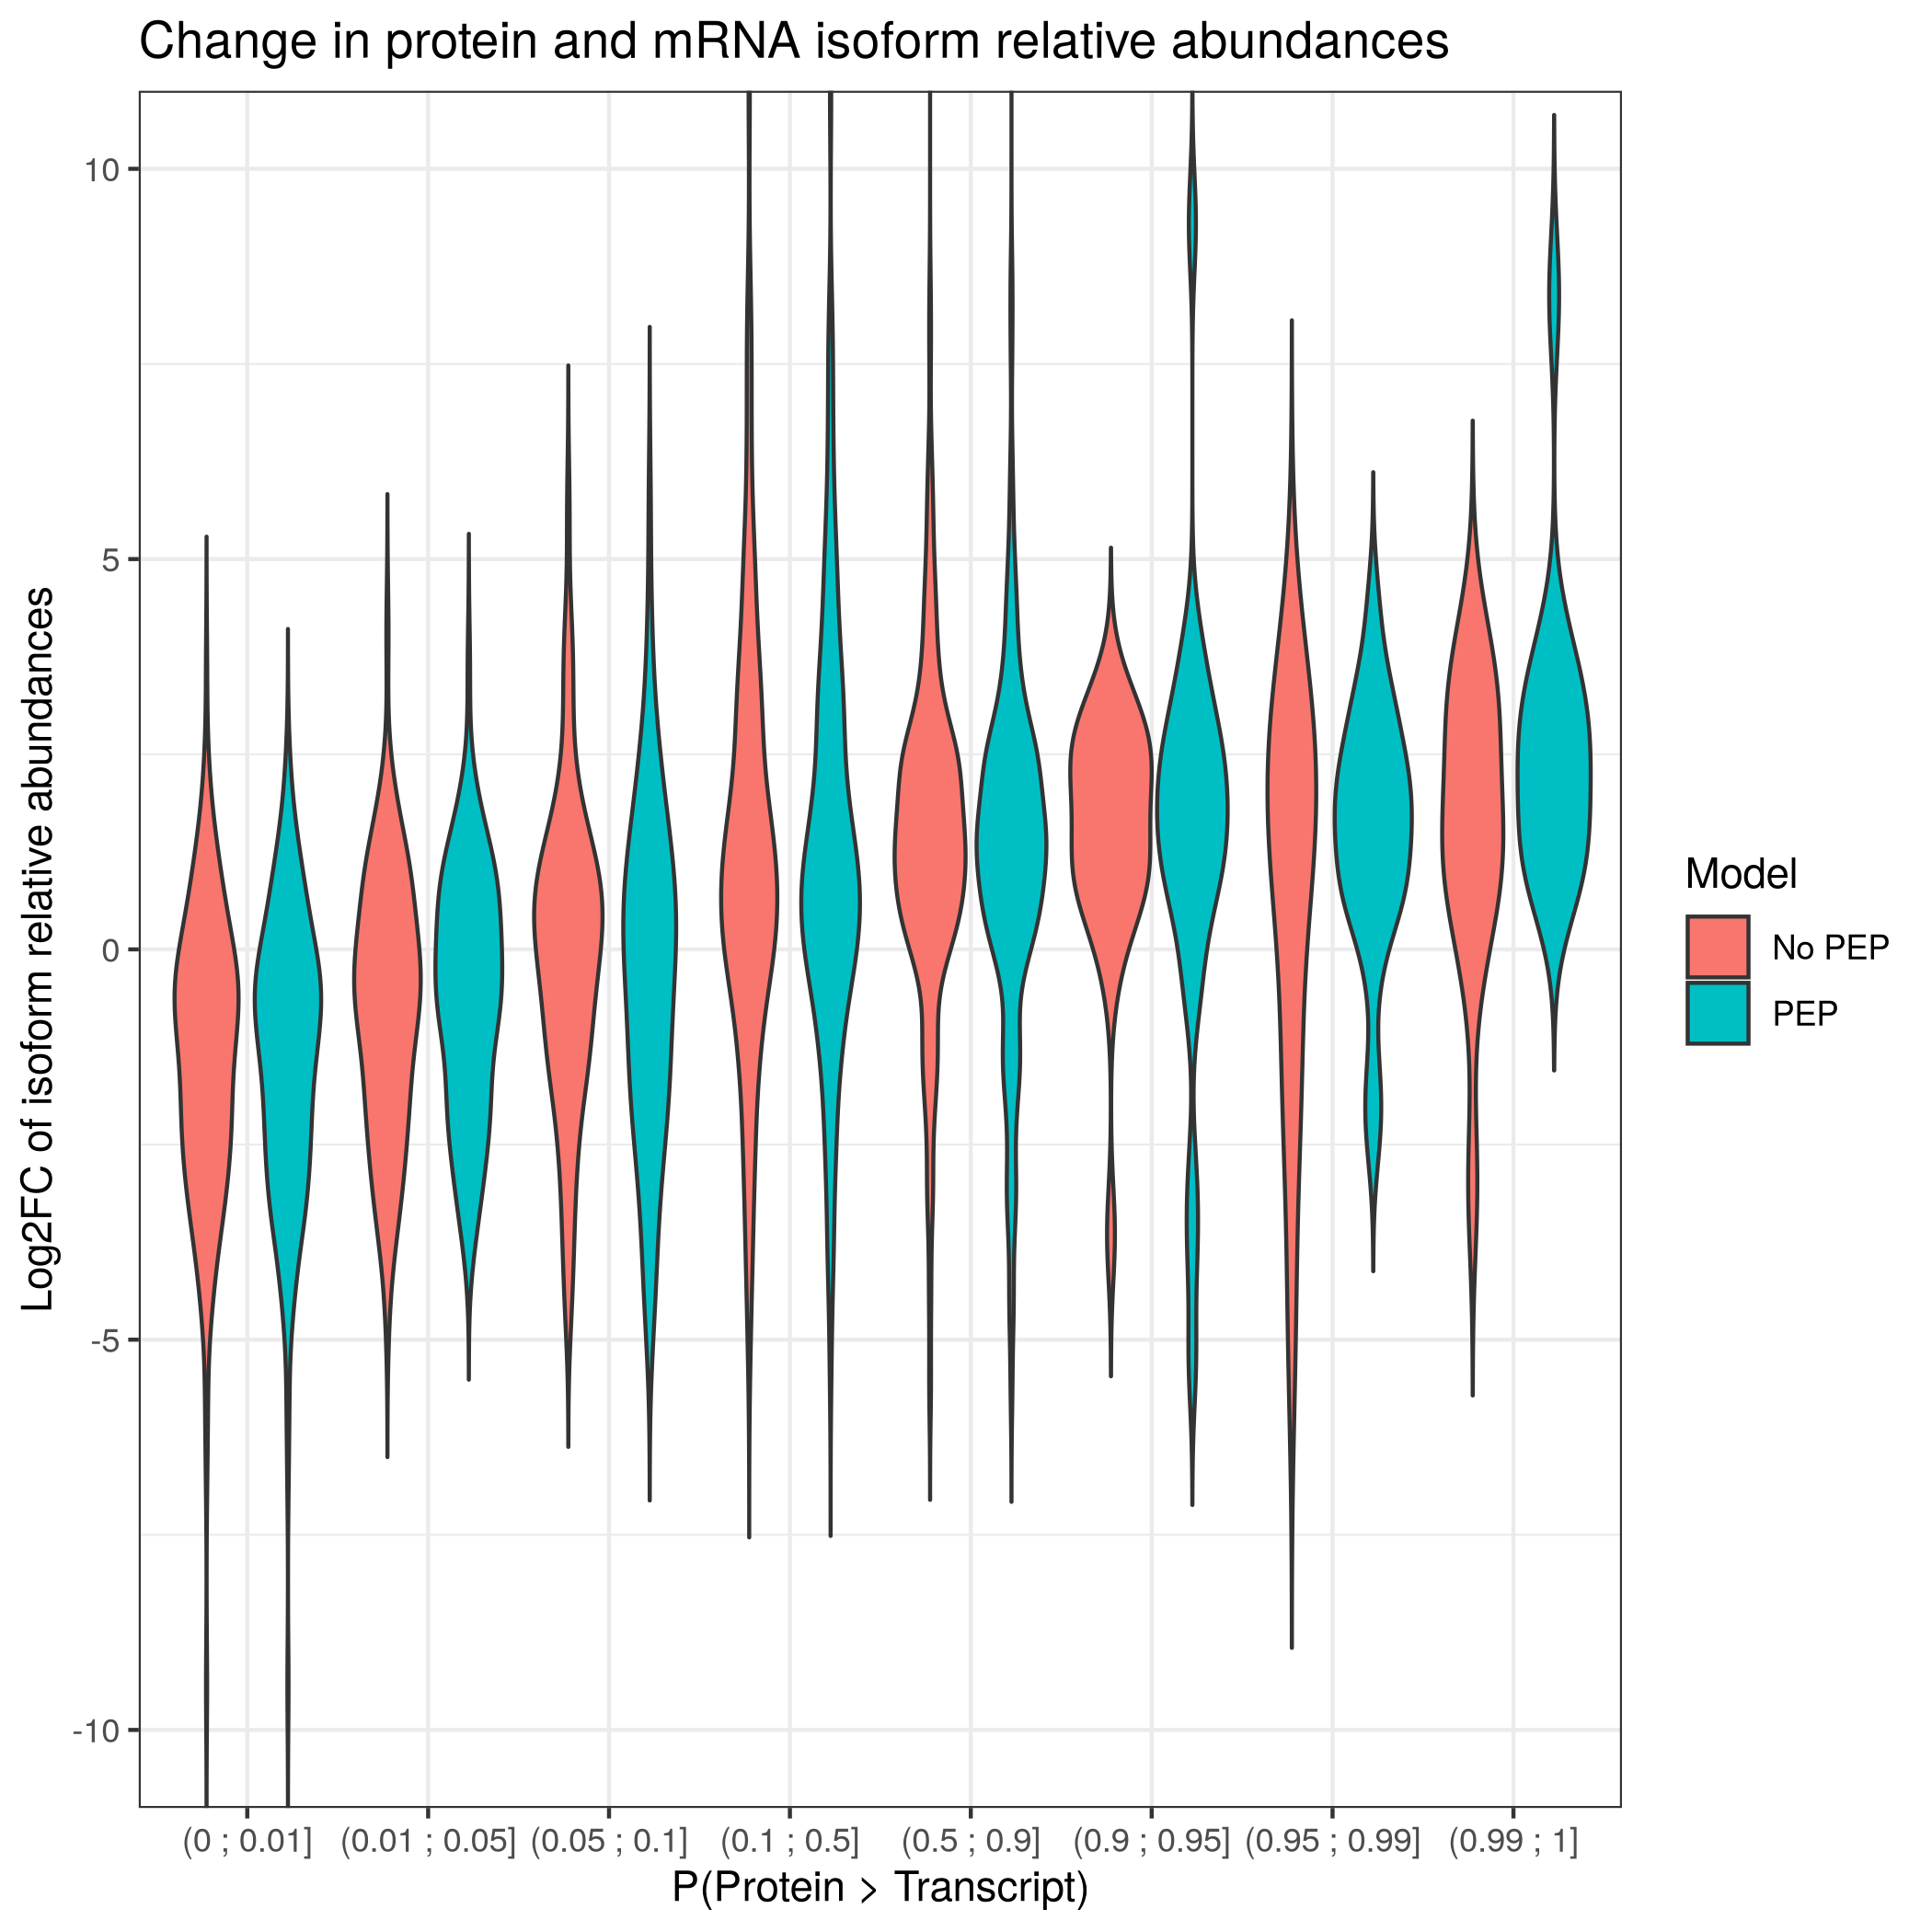 Change in protein and mRNA isoform relative abundances
Log2FC of isoform relative abundances
10
5
0
-5
-10
(0 ; 0.01] (0.01 ; 0.05] (0.05 ; 0.1] (0.1 ; 0.5] (0.5 ; 0.9] (0.9 ; 0.95] (0.95 ; 0.99] (0.99 ; 1]
P(Protein > Transcript)
Model
No PEP
PEP